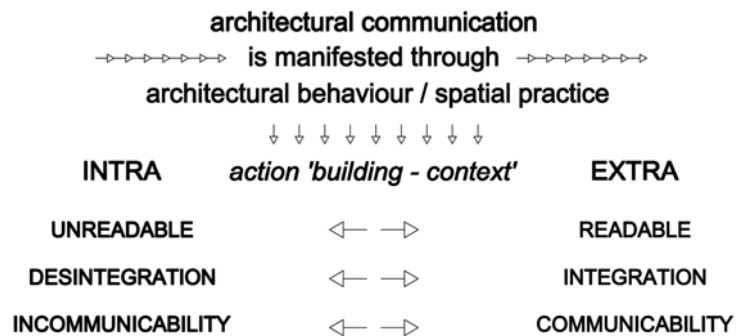 architectural communication
is manifested through
architectural behaviour / spatial practice
INTRA action 'building - context' EXTRA
UNREADABLE READABLE
DESINTEGRATION INTEGRATION
INCOMMUNICABILITY COMMUNICABILITY